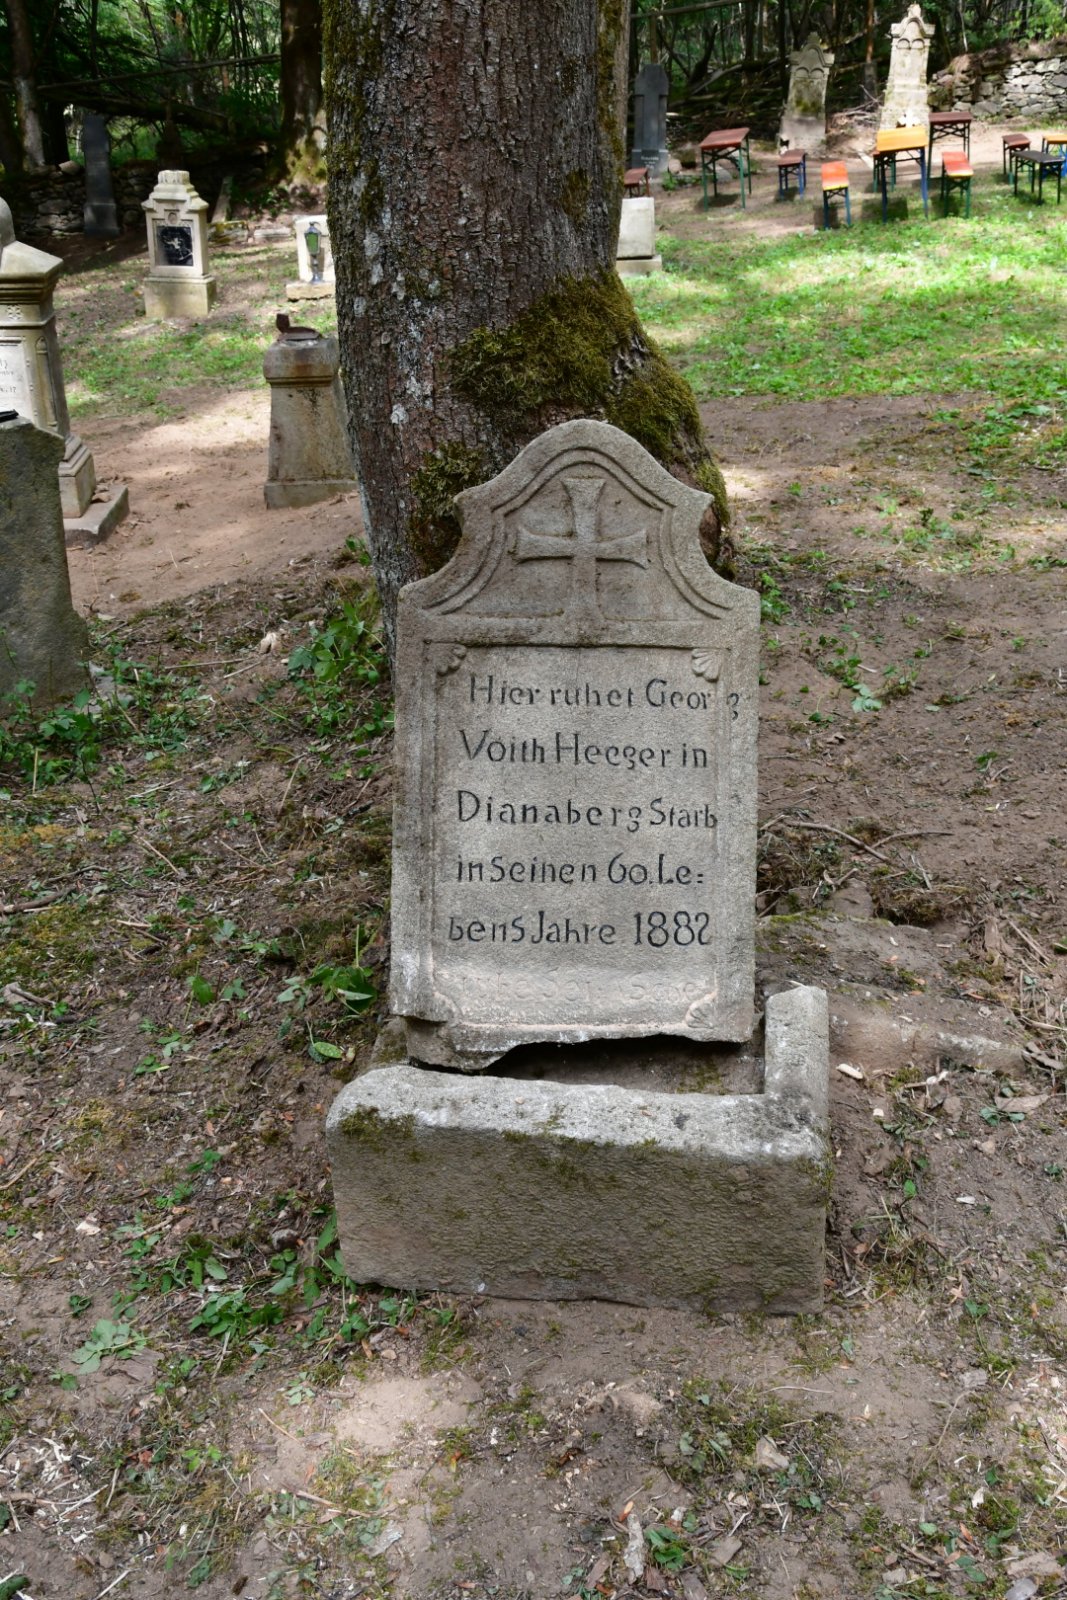 Hier ruhet Georg
Voith Heeger in
Dianaberg Starb
in Seinen 60. Le=
bens Jahre 1882